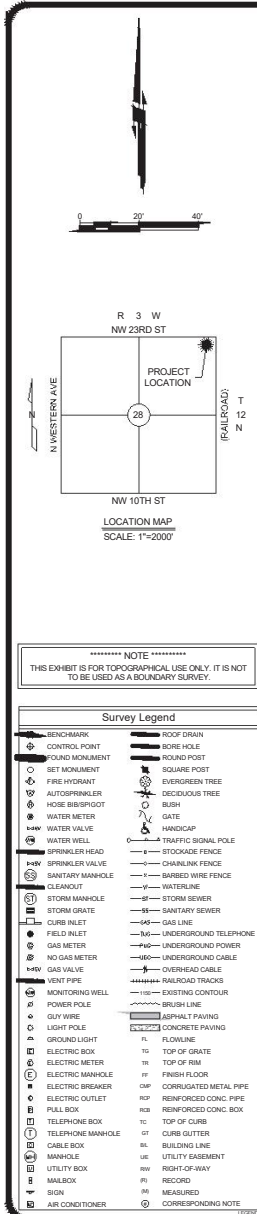 0 20' 40'
R 3 W
NW 23RD ST
PROJECT
LOCATION
N WESTERN AVE
N
28
(RAILROAD)
T
12
N
NW 10TH ST
LOCATION MAP
SCALE: 1"=2000'
********* NOTE **********
THIS EXHIBIT IS FOR TOPOGRAPHICAL USE ONLY. IT IS NOT
TO BE USED AS A BOUNDARY SURVEY.
Survey Legend
BENCHMARK
CONTROL POINT
FOUND MONUMENT
SET MONUMENT
AUTOSPRINKLER
HOSE BIB/SPIGOT
WATER METER
WATER VALVE
WATER WELL
SPRINKLER HEAD
SPRINKLER VALVE
SS SANITARY MANHOLE
CLEANOUT
ST STORM MANHOLE
STORM GRATE
CURB INLET
FIELD INLET
GAS METER
NO GAS METER
GAS VALVE
VENT PIPE
MONITORING WELL
POWER POLE
GUY WIRE
LIGHT POLE
GROUND LIGHT
ELECTRIC BOX
ELECTRIC METER
E ELECTRIC MANHOLE
ELECTRIC BREAKER
ELECTRIC OUTLET
PULL BOX
T TELEPHONE BOX
T TELEPHONE MANHOLE
C CABLE BOX
MH MANHOLE
U UTILITY BOX
MAILBOX
SIGN
AIR CONDITIONER
ROOF DRAIN
BORE HOLE
ROUND POST
SQUARE POST
EVERGREEN TREE
DECIDUOUS TREE
BUSH
GATE
HANDICAP
TRAFFIC SIGNAL POLE
STOCKADE FENCE
CHAINLINK FENCE
BARBED WIRE FENCE
W WATERLINE
ST STORM SEWER
SS SANITARY SEWER
GAS GAS LINE
TUG UNDERGROUND TELEPHONE
PUG UNDERGROUND POWER
UEC UNDERGROUND CABLE
OVERHEAD CABLE
RAILROAD TRACKS
1150 EXISTING CONTOUR
BRUSH LINE
ASPHALT PAVING
CONCRETE PAVING
FL FLOWLINE
TG TOP OF GRATE
TR TOP OF RIM
FF FINISH FLOOR
CMP CORRUGATED METAL PIPE
RCP REINFORCED CONC. PIPE
RCB REINFORCED CONC. BOX
TC TOP OF CURB
GT CURB GUTTER
B/L BUILDING LINE
U/E UTILITY EASEMENT
R/W RIGHT-OF-WAY
(R) RECORD
(M) MEASURED
CORRESPONDING NOTE
LEGEND